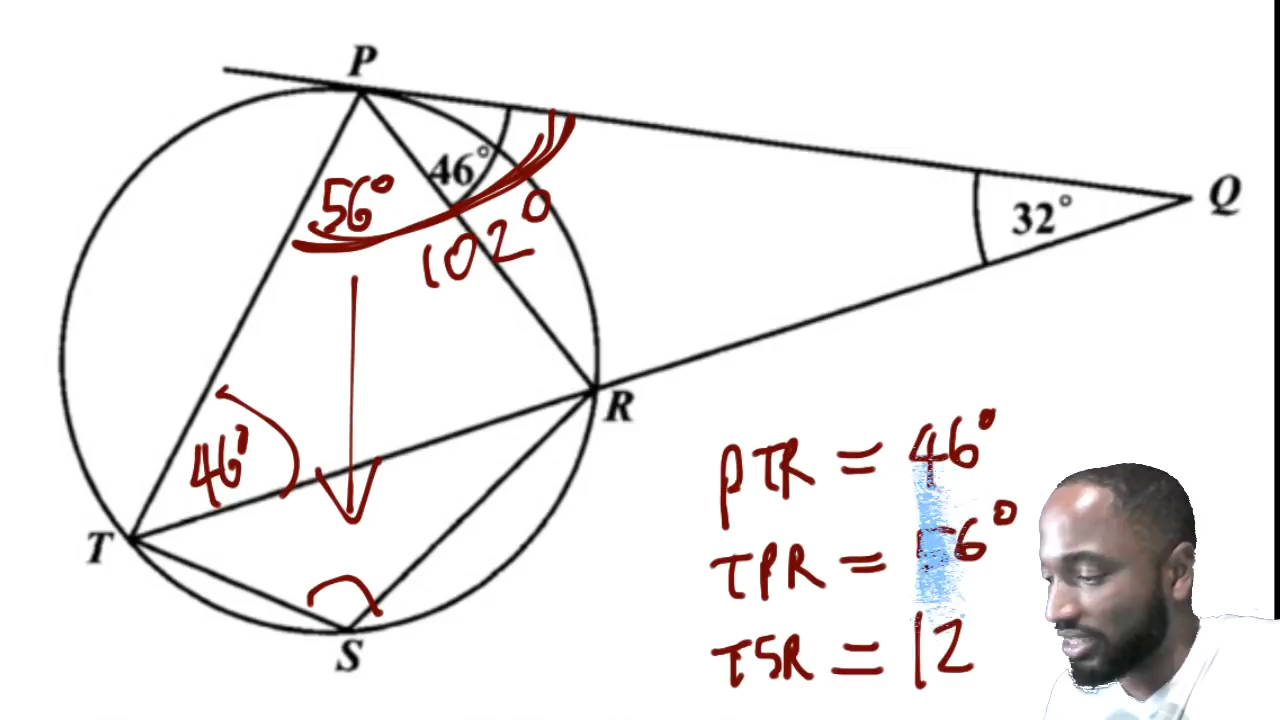 P
46°
56°
102°
32°
Q
R
46°
T
S
PTR = 46°
TPR = 56°
TSR = 12